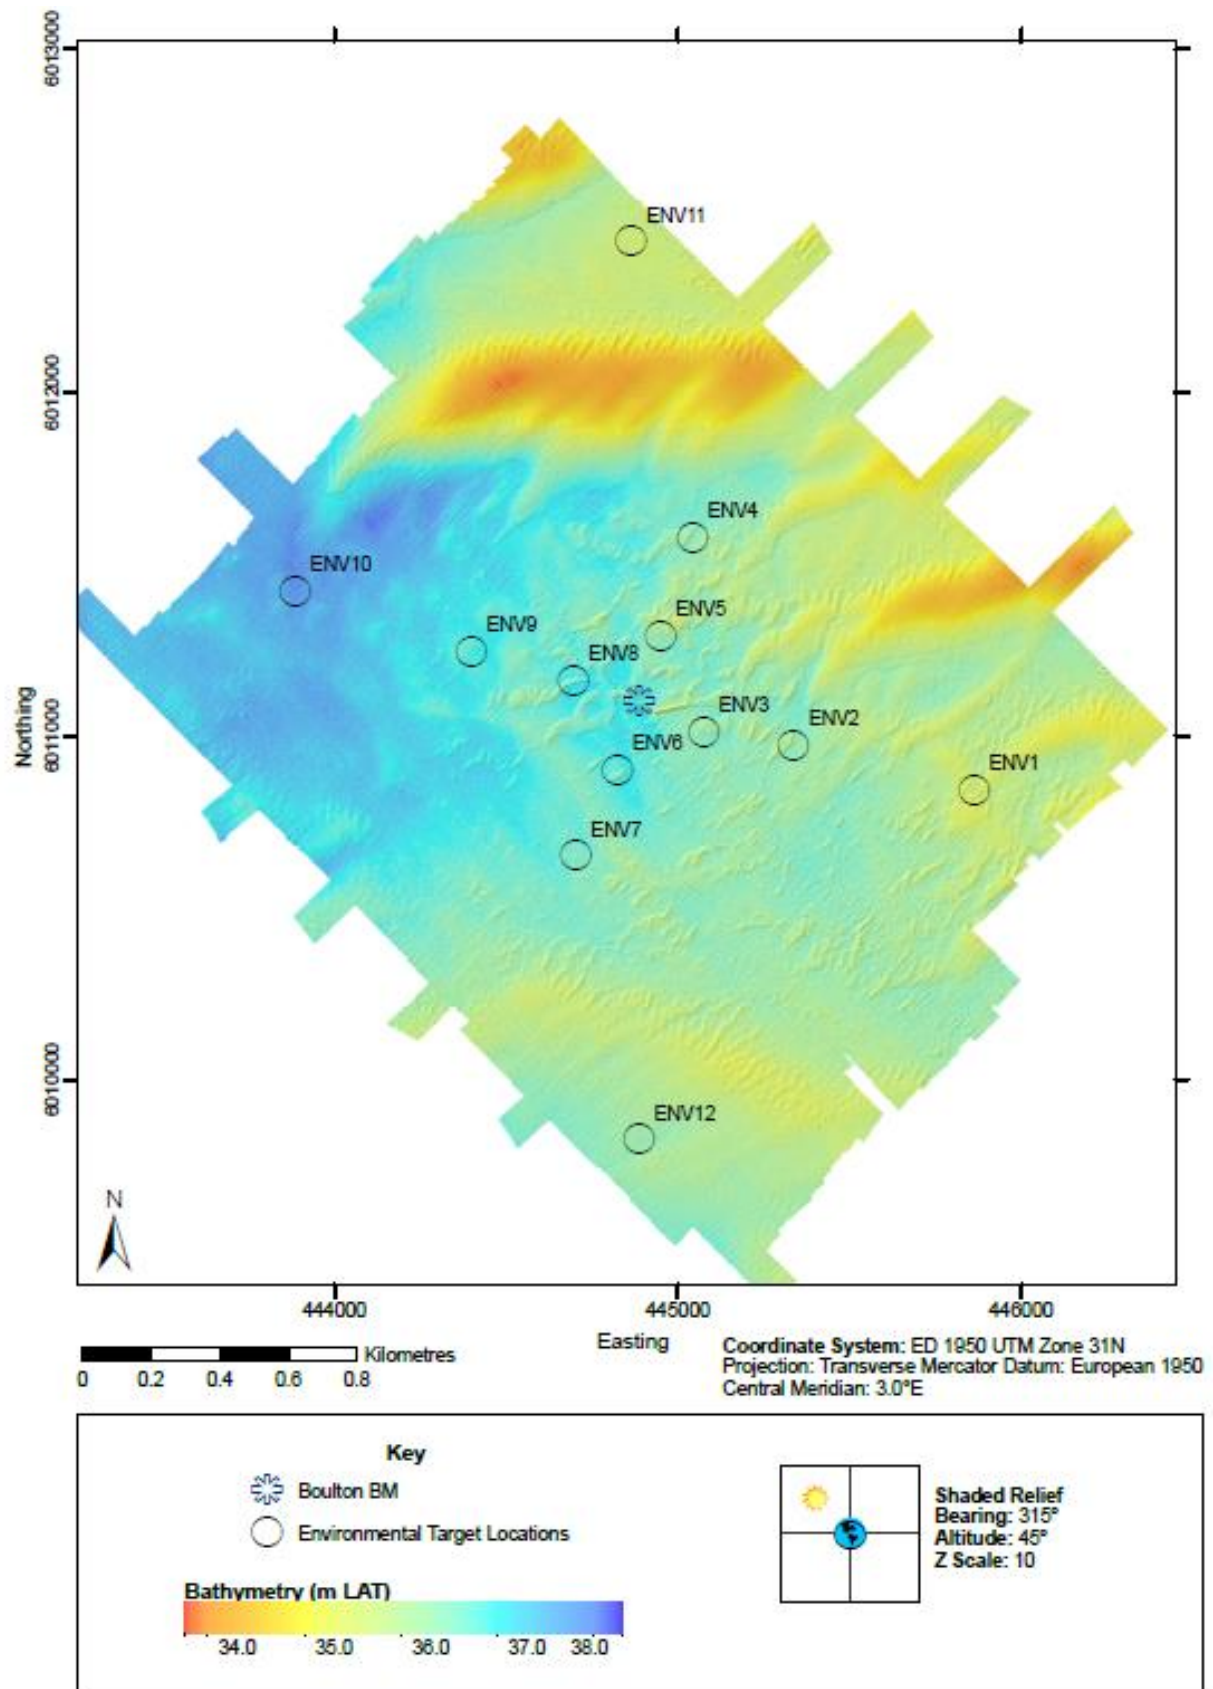 6013000
ENV11
6012000
ENV4
ENV10
ENV5
ENV9
ENV8
ENV3
ENV2
Northing
6011000
ENV6
ENV1
ENV7
6010000
ENV12
N
444000
445000
446000
Easting
Kilometres
0 0.2 0.4 0.6 0.8
Coordinate System: ED 1950 UTM Zone 31N
Projection: Transverse Mercator Datum: European 1950
Central Meridian: 3.0°E
Key
Boulton BM
Environmental Target Locations
Bathymetry (m LAT)
34.0 35.0 36.0 37.0 38.0
Shaded Relief
Bearing: 315°
Altitude: 45°
Z Scale: 10